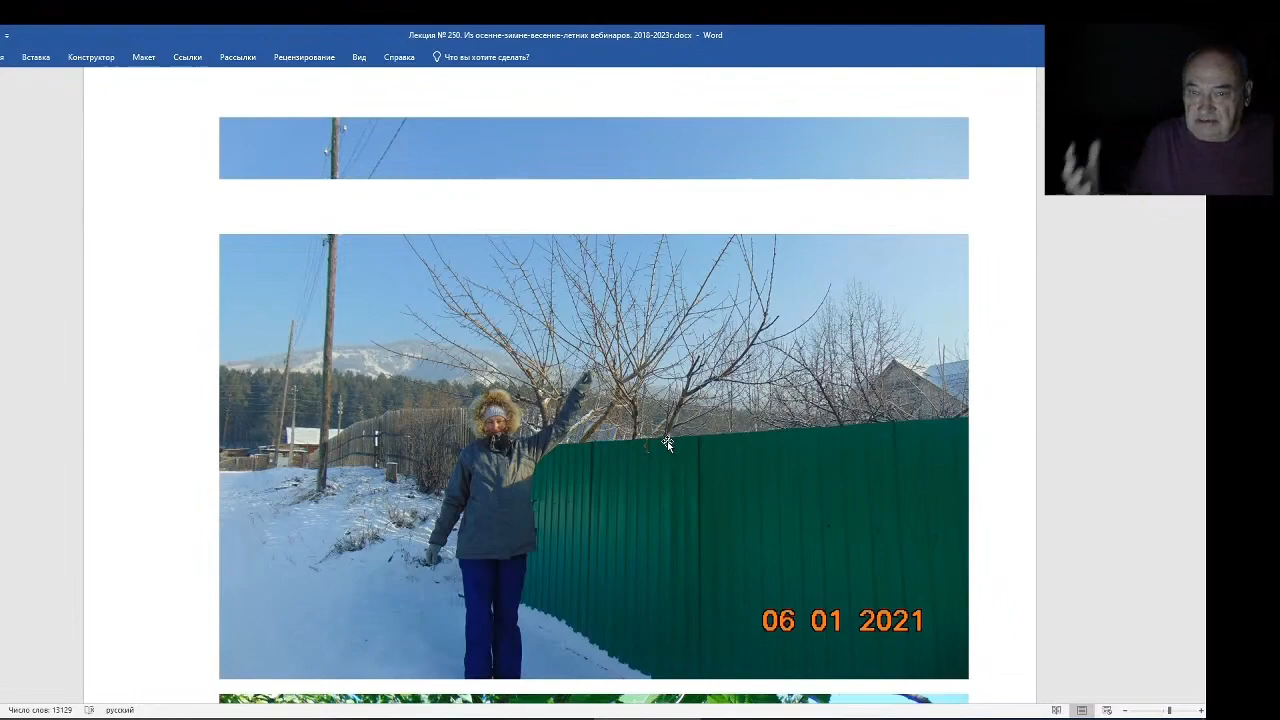 Лекция № 250. Из осенне-зимне-весенне-летних вебинаров. 2018-2023г.docx - Word
Вставка Конструктор Макет Ссылки Рассылки Рецензирование Вид Справка Что вы хотите сделать?
06 01 2021
Число слов: 13129 русский